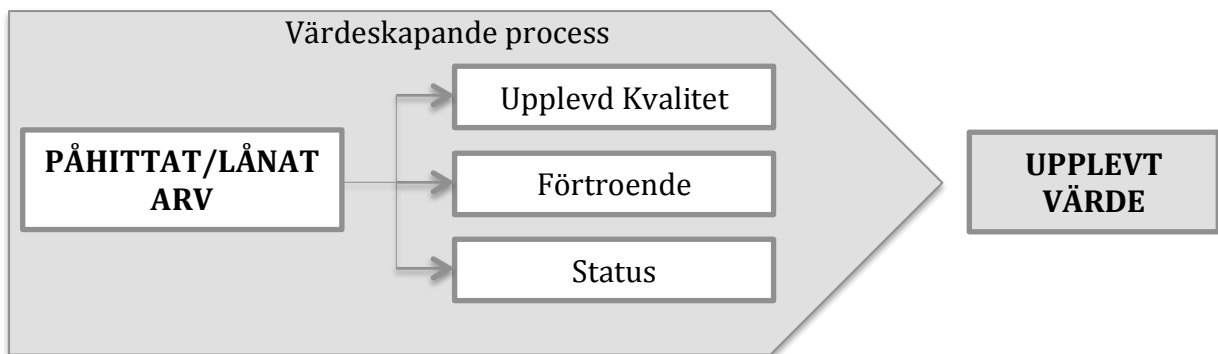 Värdeskapande process
Upplevd Kvalitet
PÅHITTAT/LÅNAT
ARV
Förtroende
Status
UPPLEVT
VÄRDE